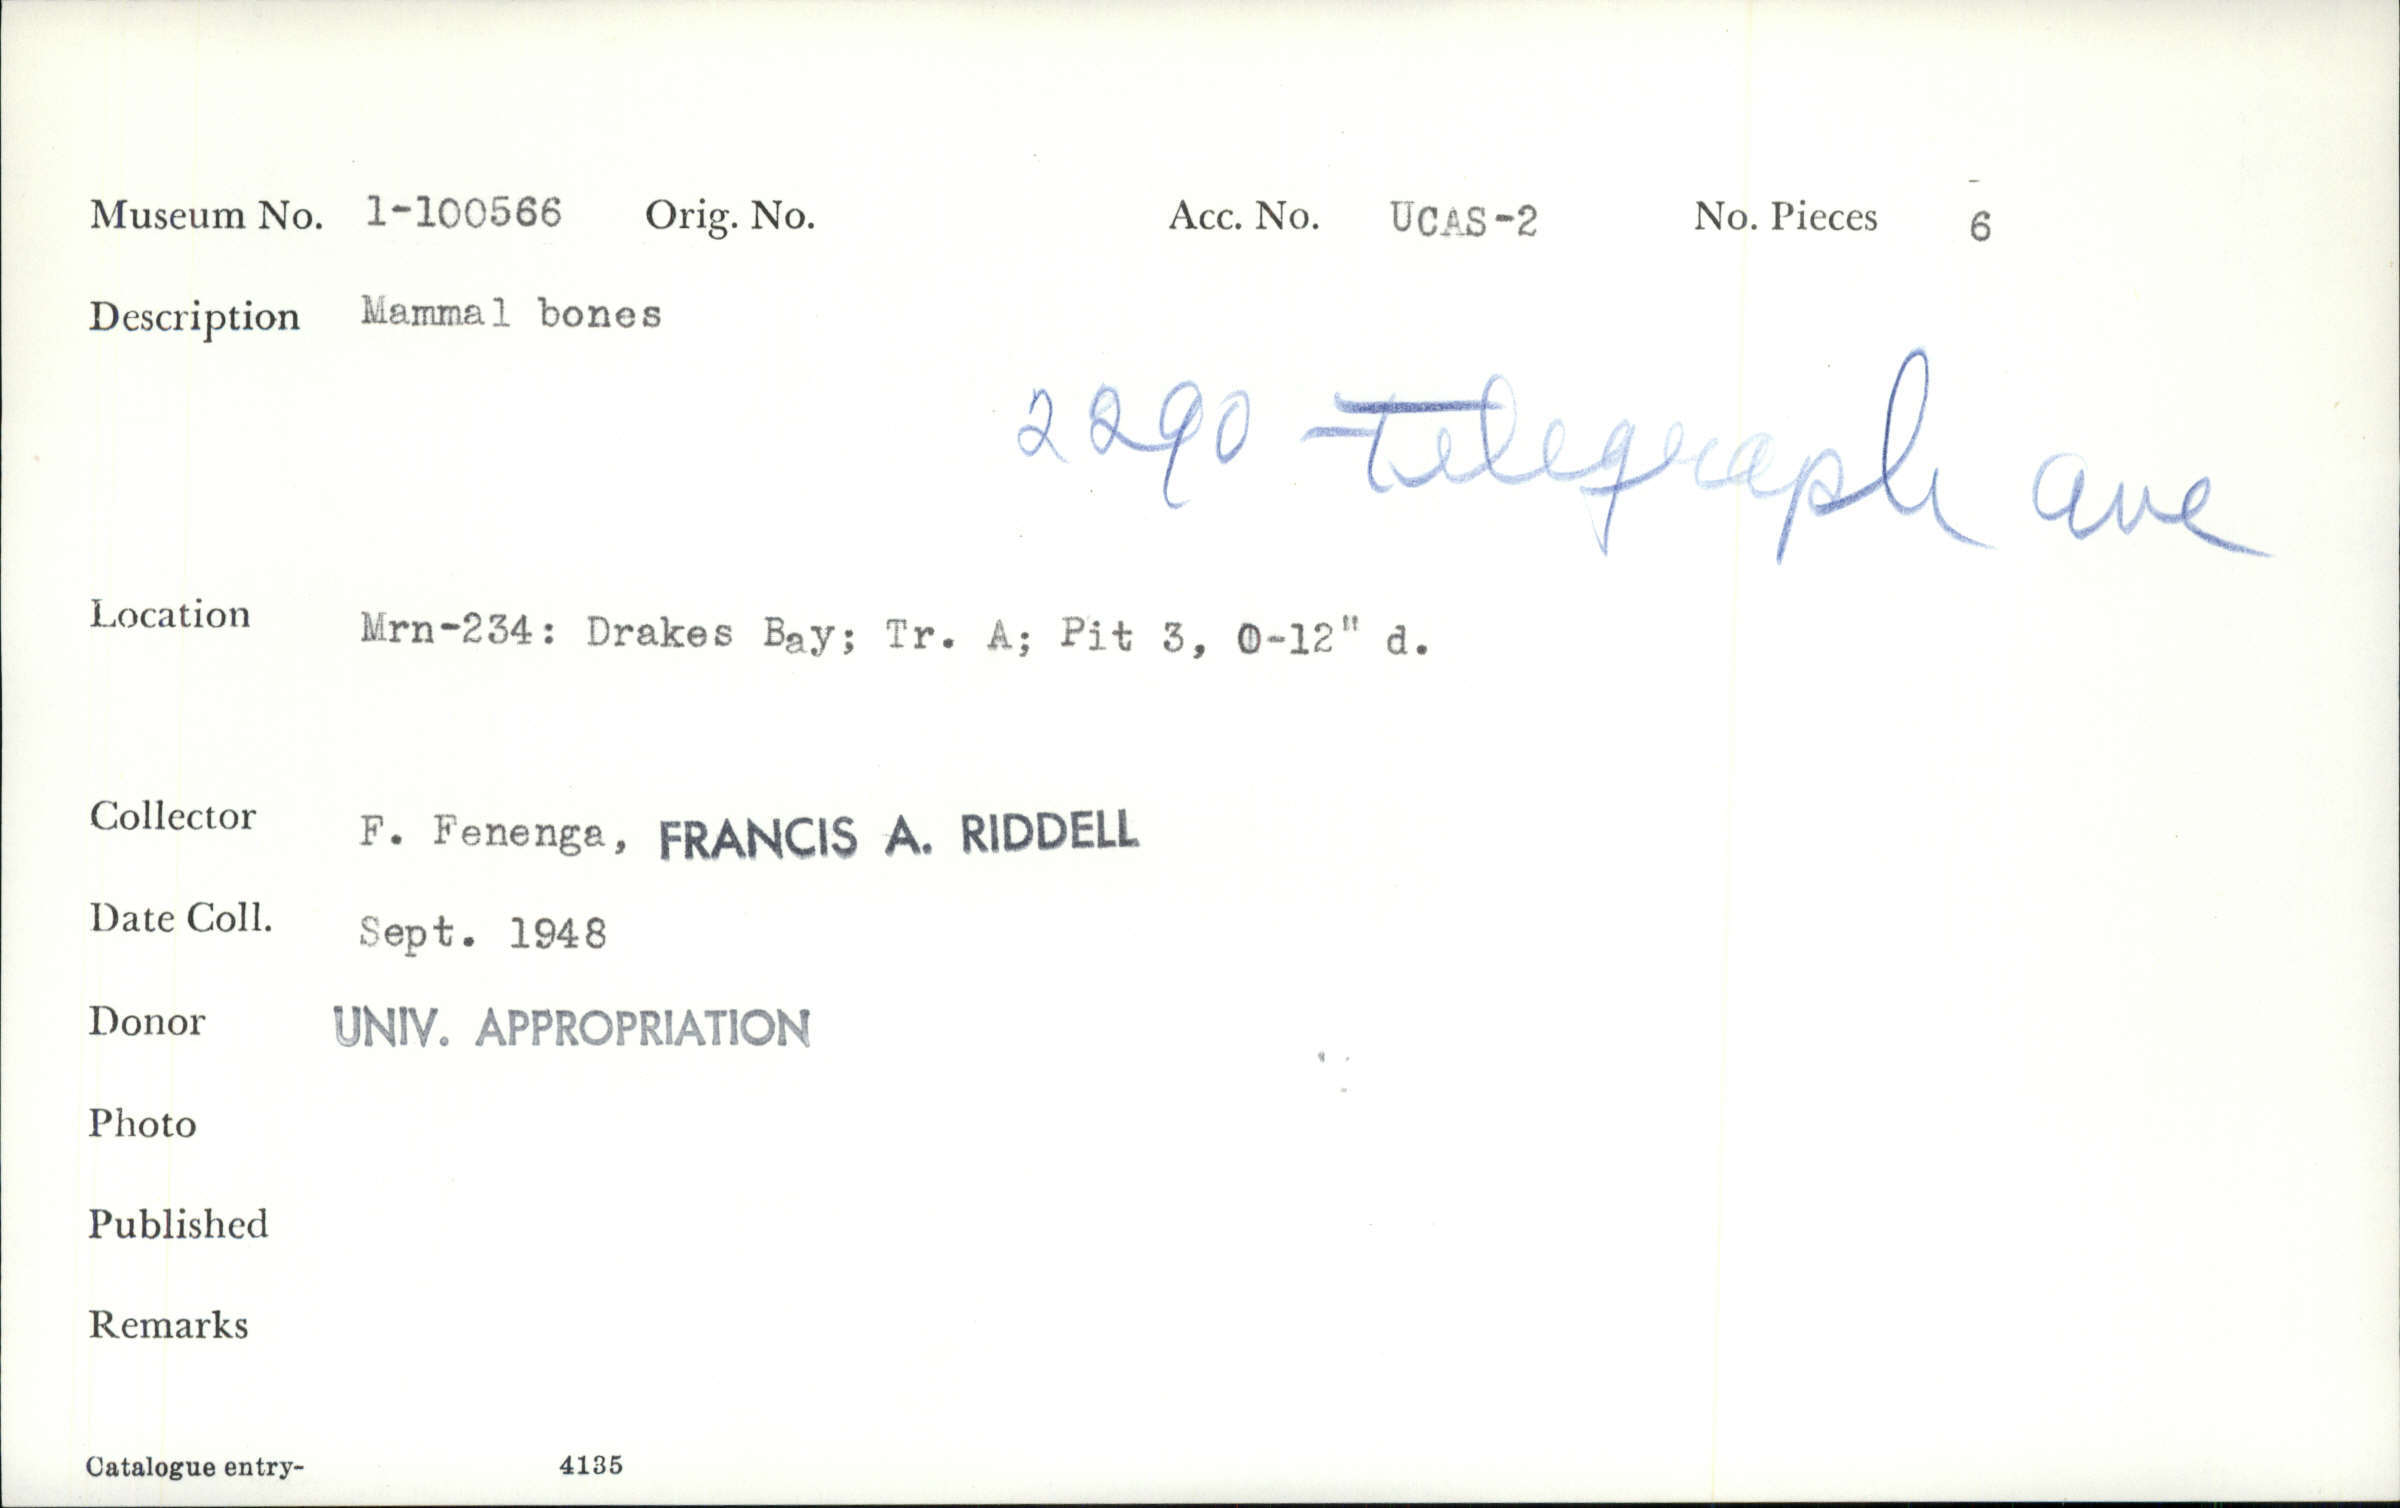 Museum No. 1-100566 Orig. No. Acc. No. UCAS-2 No. Pieces 6
Description Mammal bones
2290 Telegraph ave
Location Mrn-234: Drakes Bay; Tr. A; Pit 3, 0-12" d.
Collector F. Fenenga, FRANCIS A. RIDDELL
Date Coll. Sept. 1948
Donor UNIV. APPROPRIATION
Photo
Published
Remarks
Catalogue entry- 4135